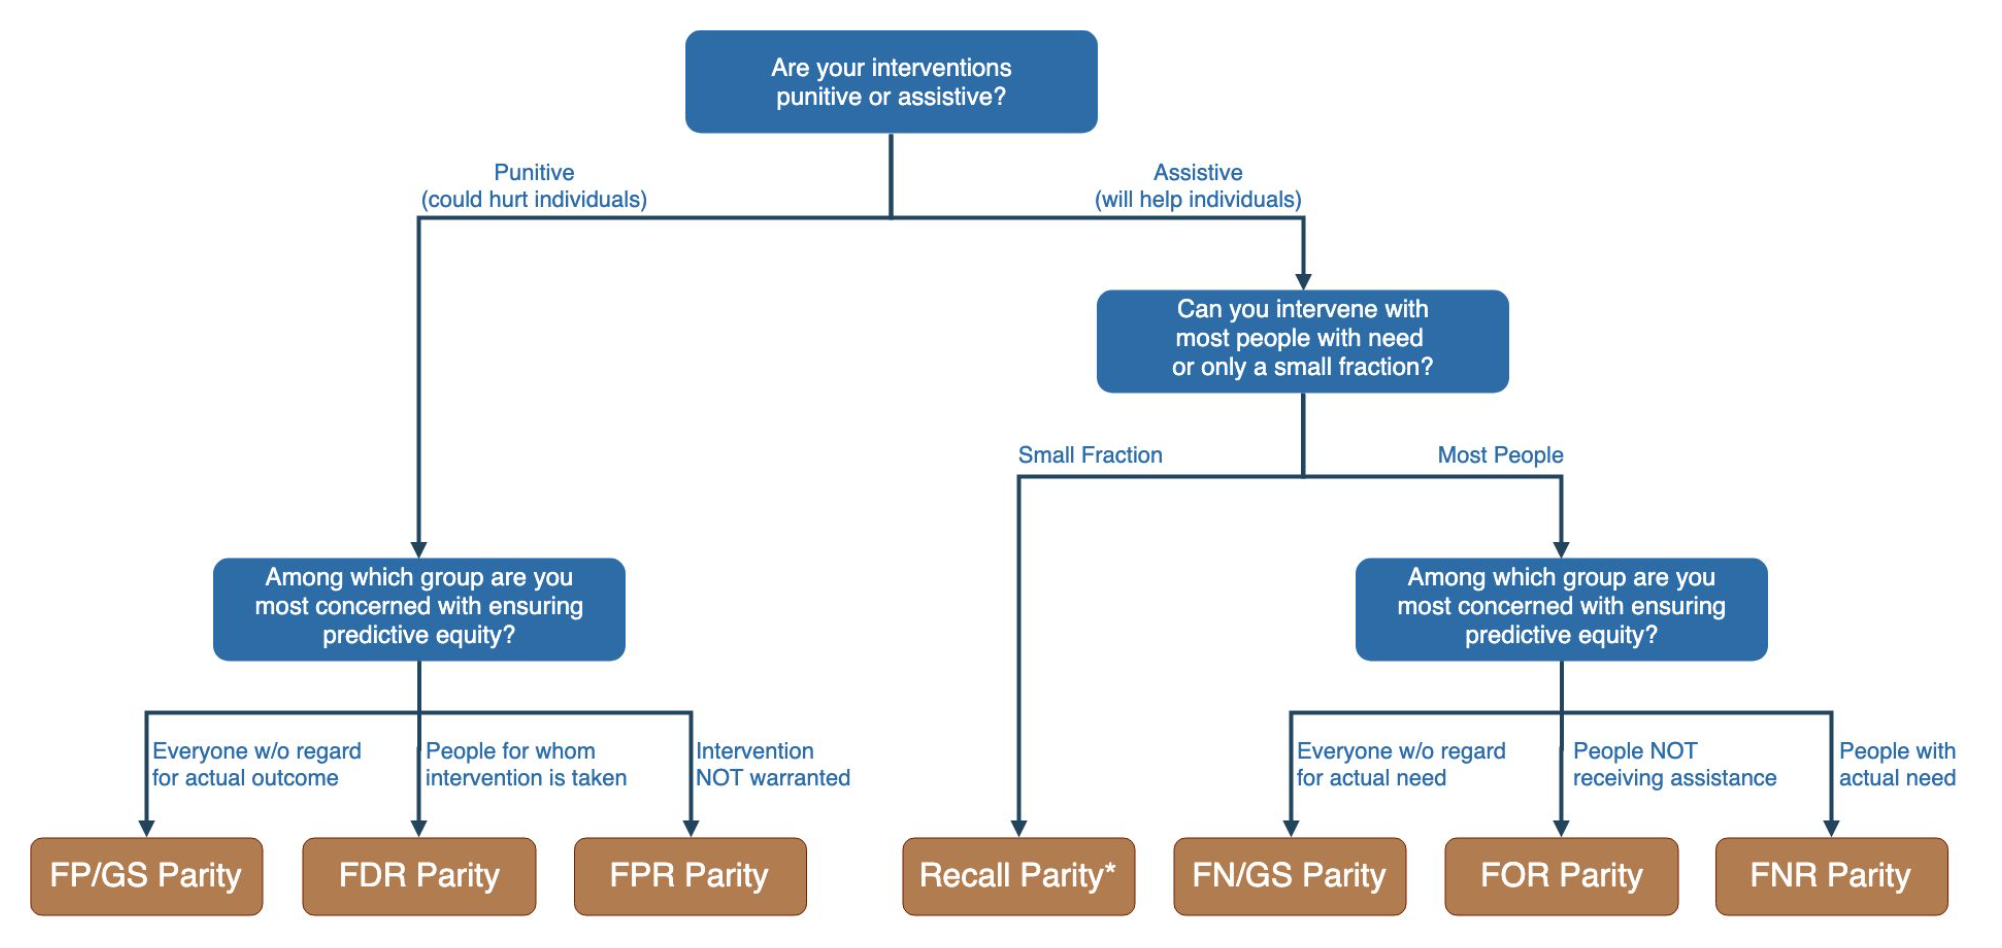 Are your interventions
punitive or assistive?
Punitive
(could hurt individuals)
Assistive
(will help individuals)
Can you intervene with
most people with need
or only a small fraction?
Small Fraction
Most People
Among which group are you
most concerned with ensuring
predictive equity?
Among which group are you
most concerned with ensuring
predictive equity?
Everyone w/o regard
for actual outcome
People for whom
intervention is taken
Intervention
NOT warranted
Everyone w/o regard
for actual need
People NOT
receiving assistance
People with
actual need
FP/GS Parity
FDR Parity
FPR Parity
Recall Parity*
FN/GS Parity
FOR Parity
FNR Parity